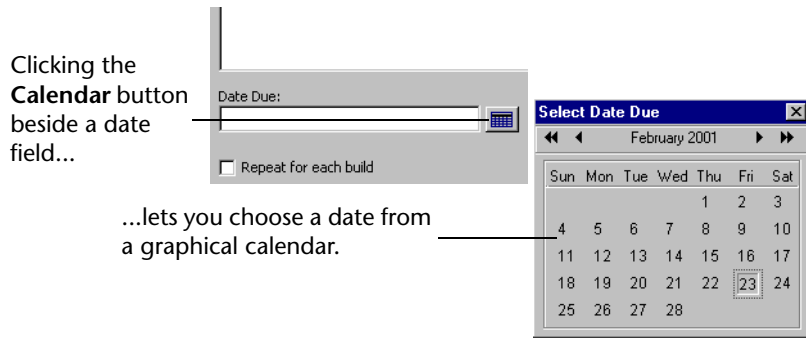 Clicking the
Calendar button
beside a date
field...
Date Due:
Repeat for each build
...lets you choose a date from
a graphical calendar.
Select Date Due
February 2001
Sun Mon Tue Wed Thu Fri Sat
1 2 3
4 5 6 7 8 9 10
11 12 13 14 15 16 17
18 19 20 21 22 23 24
25 26 27 28